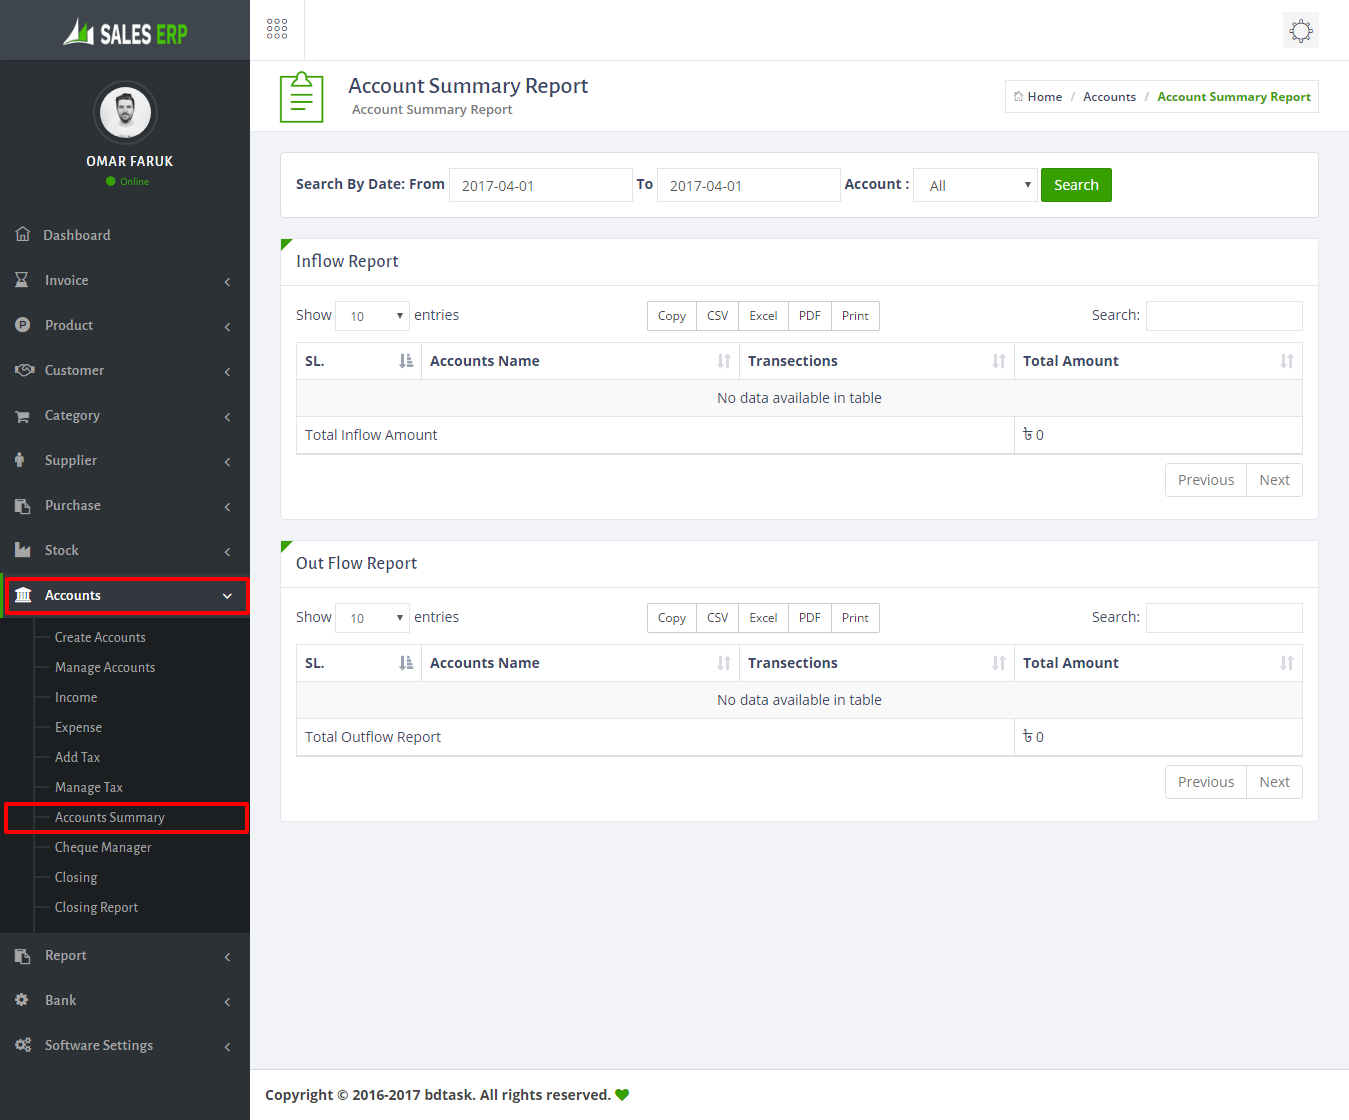 SALES ERP
OMAR FARUK
Online
Dashboard
Invoice
Product
Customer
Category
Supplier
Purchase
Stock
Accounts
Create Accounts
Manage Accounts
Income
Expense
Add Tax
Manage Tax
Accounts Summary
Cheque Manager
Closing
Closing Report
Report
Bank
Software Settings
Account Summary Report
Account Summary Report
Home / Accounts / Account Summary Report
Search By Date: From 2017-04-01 To 2017-04-01 Account : All Search
Inflow Report
Show 10 entries Copy CSV Excel PDF Print Search:
SL. Accounts Name Transections Total Amount
No data available in table
Total Inflow Amount ৳ 0
Previous Next
Out Flow Report
Show 10 entries Copy CSV Excel PDF Print Search:
SL. Accounts Name Transections Total Amount
No data available in table
Total Outflow Report ৳ 0
Previous Next
Copyright © 2016-2017 bdtask. All rights reserved.